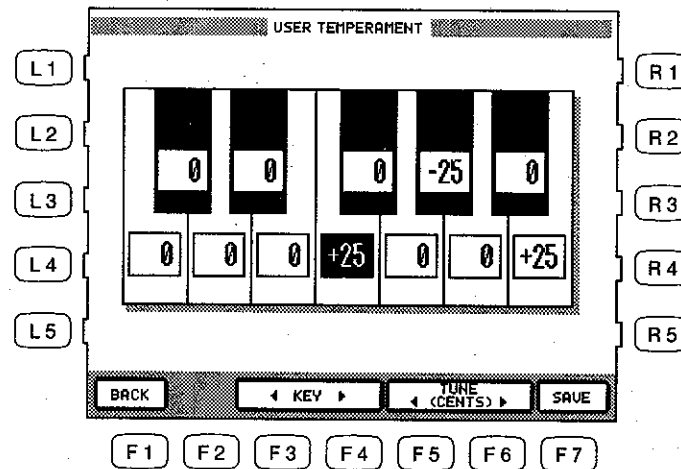 USER TEMPERAMENT
L1
R1
L2
R2
0 0 0 -25 0
L3
R3
0 0 0 +25 0 0 +25
L4
R4
L5
R5
BACK ◀ KEY ▶ TUNE
◀ (CENTS) ▶ SAVE
F1 F2 F3 F4 F5 F6 F7